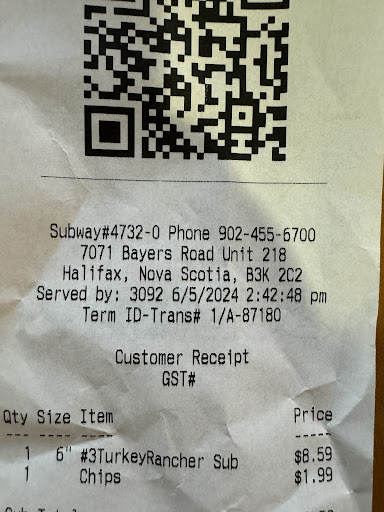 Subway#4732-0 Phone 902-455-6700
7071 Bayers Road Unit 218
Halifax, Nova Scotia, B3K 2C2
Served by: 3092 6/5/2024 2:42:48 pm
Term ID-Trans# 1/A-87180
Customer Receipt
GST#
Qty Size Item Price
--- ---- ---- -----
1 6" #3TurkeyRancher Sub $8.59
1 Chips $1.99